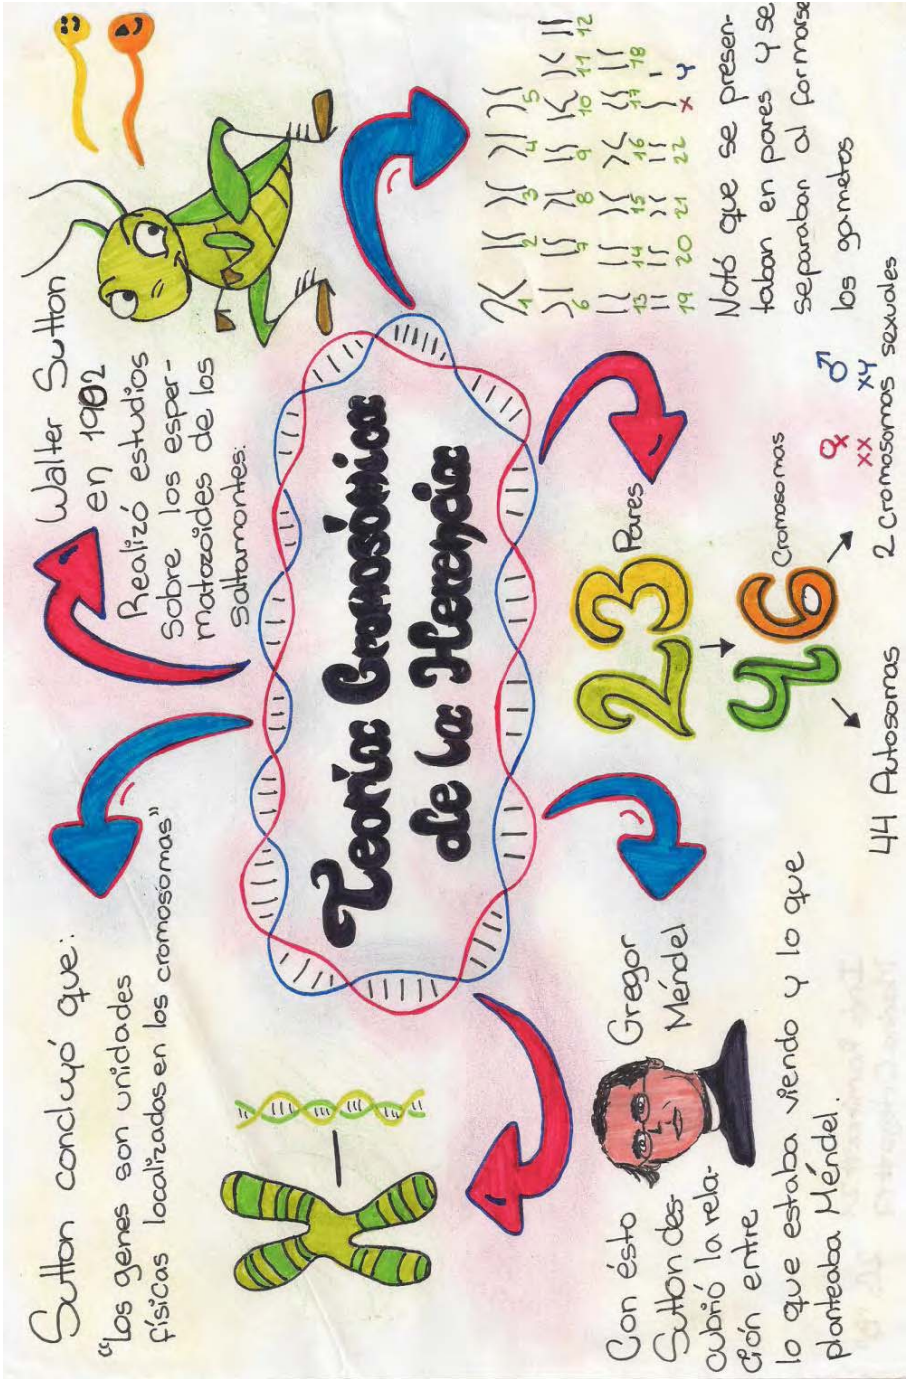 Teoría Cromosómica
de la Herencia
Walter Sutton
en 1902
Realizó estudios
sobre los esper-
matozoides de los
saltamontes.
1 2 3 4 5
6 7 8 9 10 11 12
13 14 15 16 17 18
19 20 21 22 x y
Notó que se presen-
taban en pares y se
separaban al formarse
los gametos
23 Pares
46 Cromosomas
44 Autosomas
♀ ♂
xx xy
2 Cromosomas sexuales
Gregor
Méndel
Con ésto
Sutton des-
cubrió la rela-
ción entre
lo que estaba viendo y lo que
planteaba Méndel.
Sutton concluyó que:
"Los genes son unidades
físicas localizadas en los cromosomas"